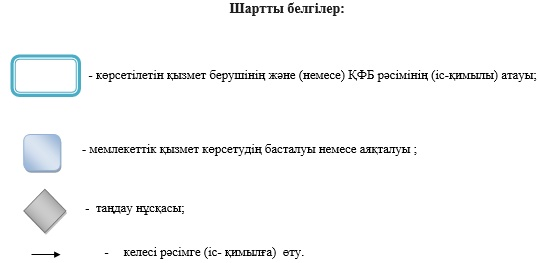 Шартты белгілер:
- көрсетілетін қызмет берушінің және (немесе) ҚФБ рәсімінің (іс-қимылы) атауы;
- мемлекеттік қызмет көрсетудің басталуы немесе аяқталуы ;
- таңдау нұсқасы;
- келесі рәсімге (іс- қимылға) өту.